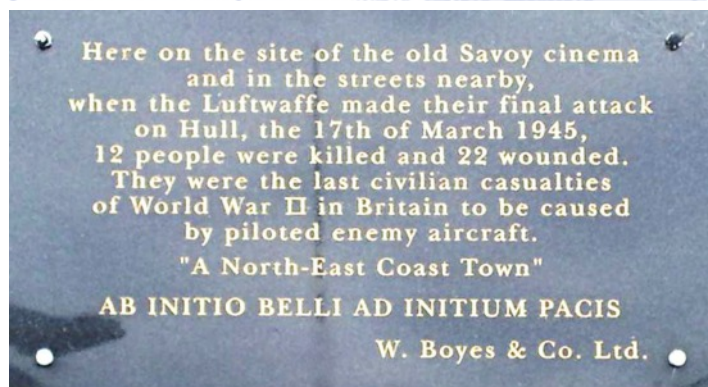 Here on the site of the old Savoy cinema
and in the streets nearby,
when the Luftwaffe made their final attack
on Hull, the 17th of March 1945,
12 people were killed and 22 wounded.
They were the last civilian casualties
of World War II in Britain to be caused
by piloted enemy aircraft.
"A North-East Coast Town"
AB INITIO BELLI AD INITIUM PACIS
W. Boyes & Co. Ltd.